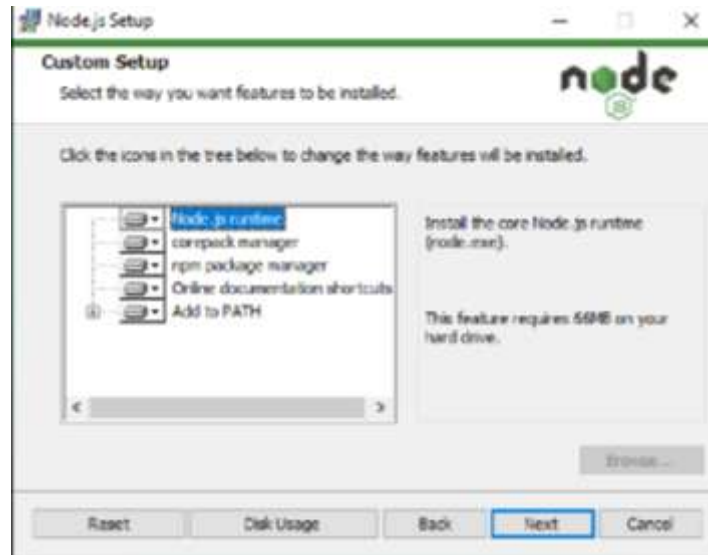 Node.js Setup
Custom Setup
Select the way you want features to be installed.
node
JS
Click the icons in the tree below to change the way features will be installed.
Node.js runtime
corepack manager
npm package manager
Online documentation shortcuts
Add to PATH
Install the core Node.js runtime
(node.exe).
This feature requires 66MB on your
hard drive.
Browse...
Reset
Disk Usage
Back
Next
Cancel